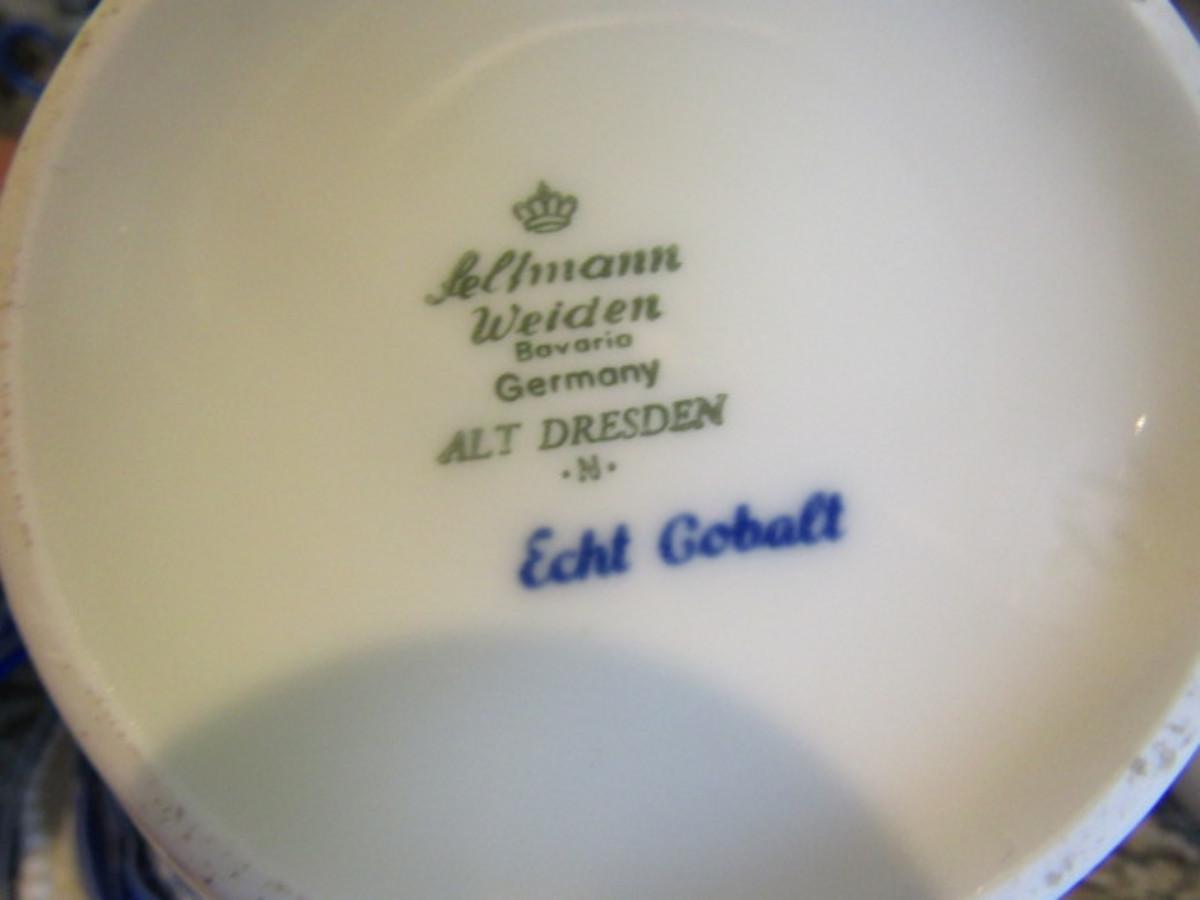 Seltmann
Weiden
Bavaria
Germany
ALT DRESDEN
·N·
Echt Cobalt